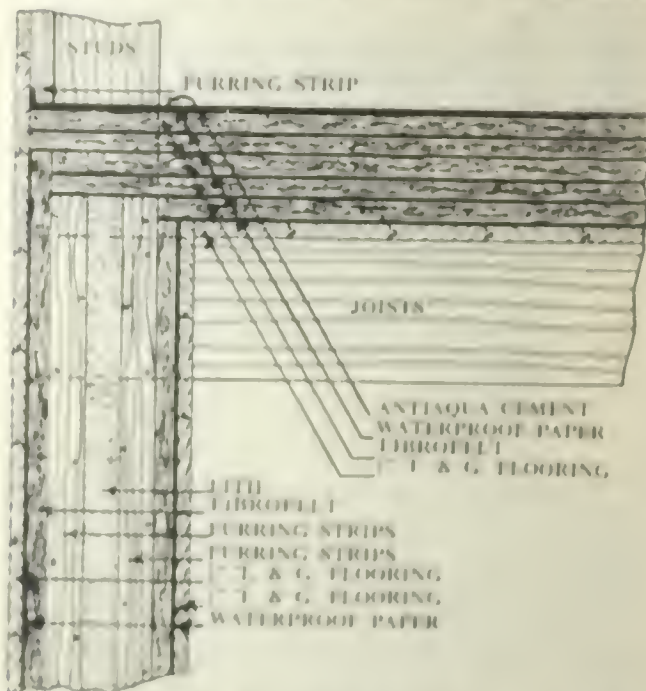 STUDS
FURRING STRIP
JOISTS
ANTIAQUA CEMENT
WATERPROOF PAPER
FIBROFELT
1" T. & G. FLOORING
LITH
FIBROFELT
FURRING STRIPS
FURRING STRIPS
1" T. & G. FLOORING
1" T. & G. FLOORING
WATERPROOF PAPER